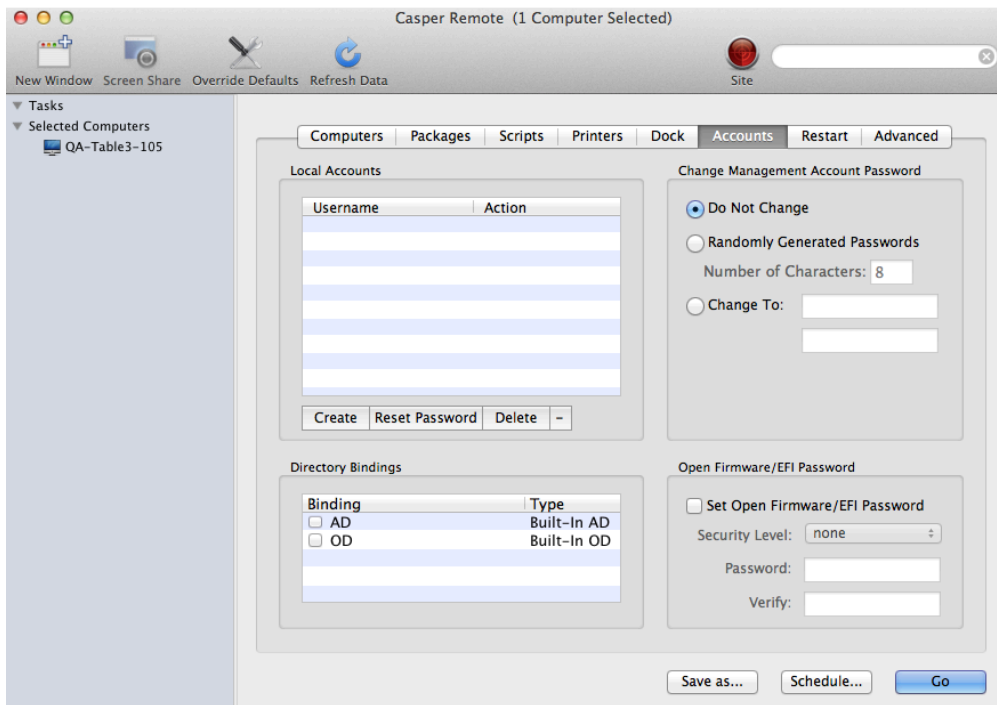 Casper Remote (1 Computer Selected)
New Window Screen Share Override Defaults Refresh Data Site
Tasks
Selected Computers
QA-Table3-105
Computers Packages Scripts Printers Dock Accounts Restart Advanced
Local Accounts
Username Action
Create Reset Password Delete -
Change Management Account Password
Do Not Change
Randomly Generated Passwords
Number of Characters: 8
Change To:
Directory Bindings
Binding Type
AD Built-In AD
OD Built-In OD
Open Firmware/EFI Password
Set Open Firmware/EFI Password
Security Level: none
Password:
Verify:
Save as... Schedule... Go